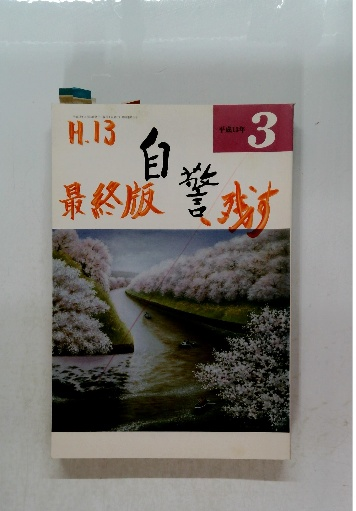 平成13年 3
H.13
自警
最終版、残す